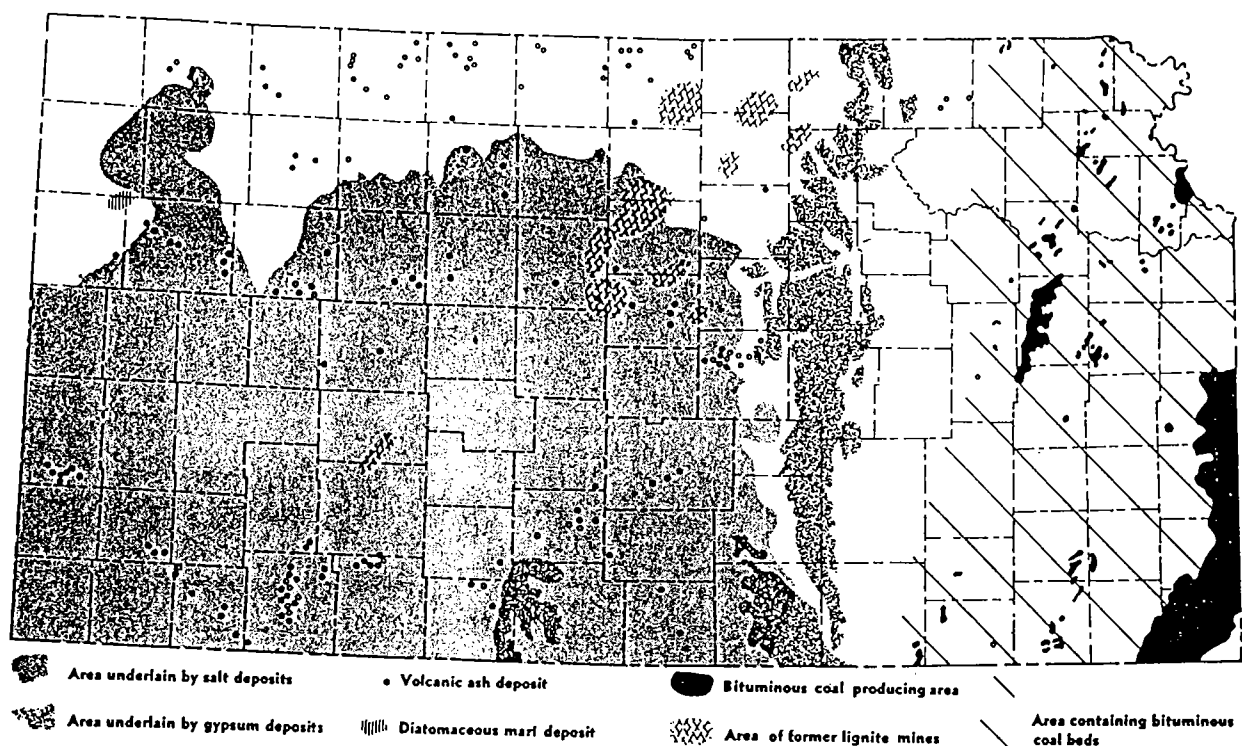 Area underlain by salt deposits
Volcanic ash deposit
Bituminous coal producing area
Area underlain by gypsum deposits
Diatomaceous marl deposit
Area of former lignite mines
Area containing bituminous
coal beds